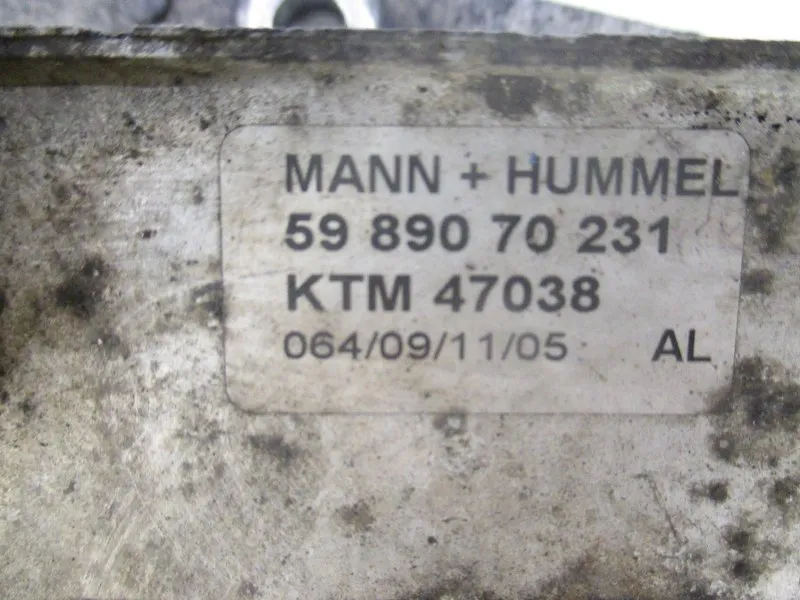 MANN + HUMMEL
59 890 70 231
KTM 47038
064/09/11/05 AL